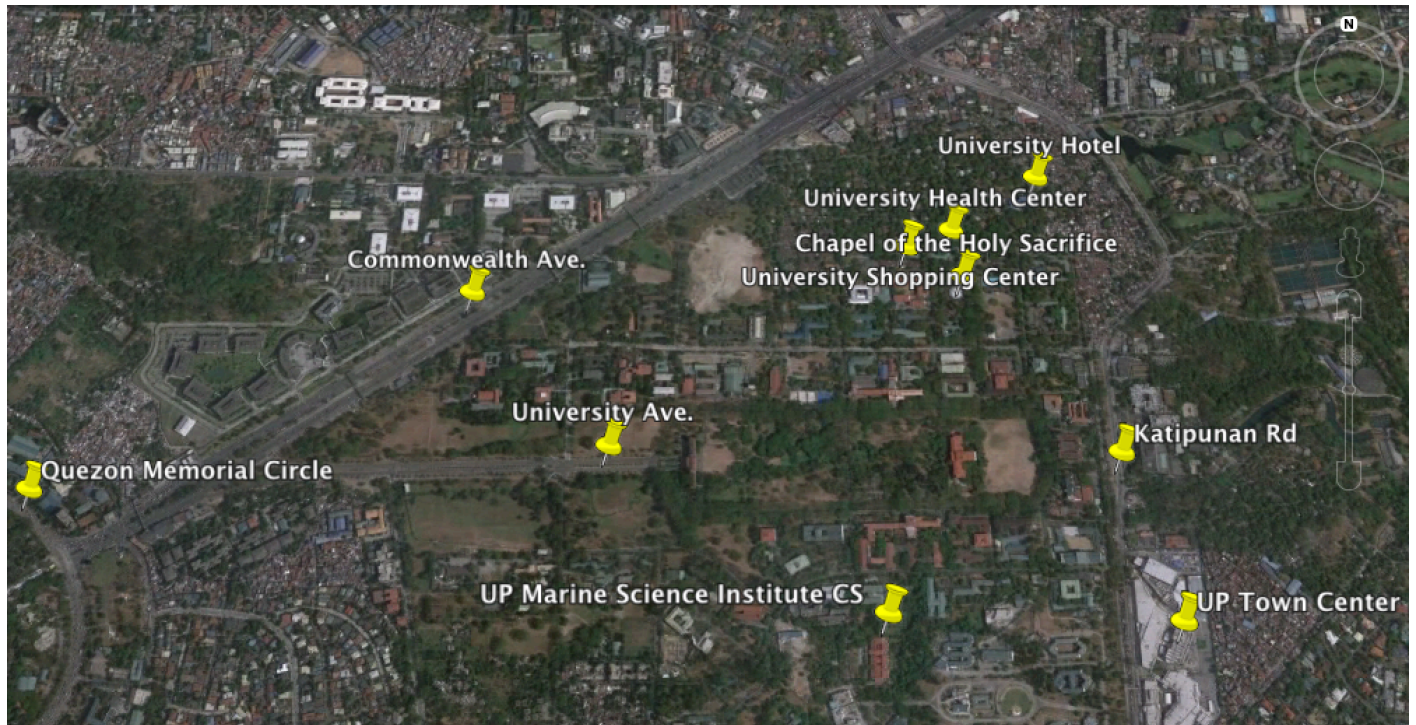 N
University Hotel
University Health Center
Chapel of the Holy Sacrifice
Commonwealth Ave.
University Shopping Center
University Ave.
Katipunan Rd
Quezon Memorial Circle
UP Marine Science Institute CS
UP Town Center